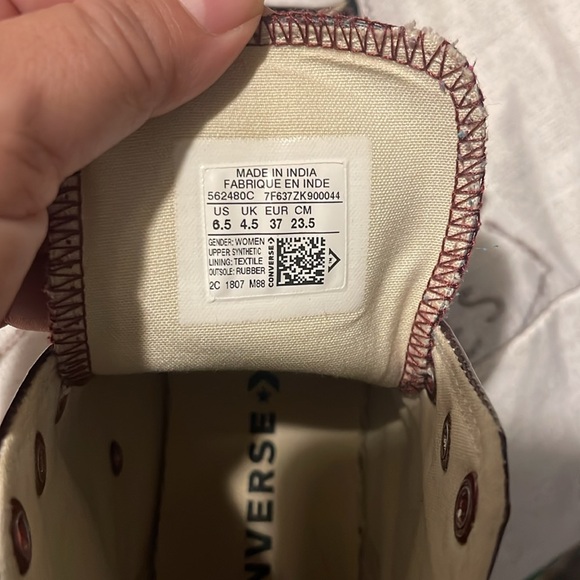 MADE IN INDIA
FABRIQUE EN INDE
562480C 7F637ZK900044
US UK EUR CM
6.5 4.5 37 23.5
GENDER: WOMEN
UPPER SYNTHETIC
LINING: TEXTILE
OUTSOLE: RUBBER
CONVERSE
2C 1807 M88
NVERSE